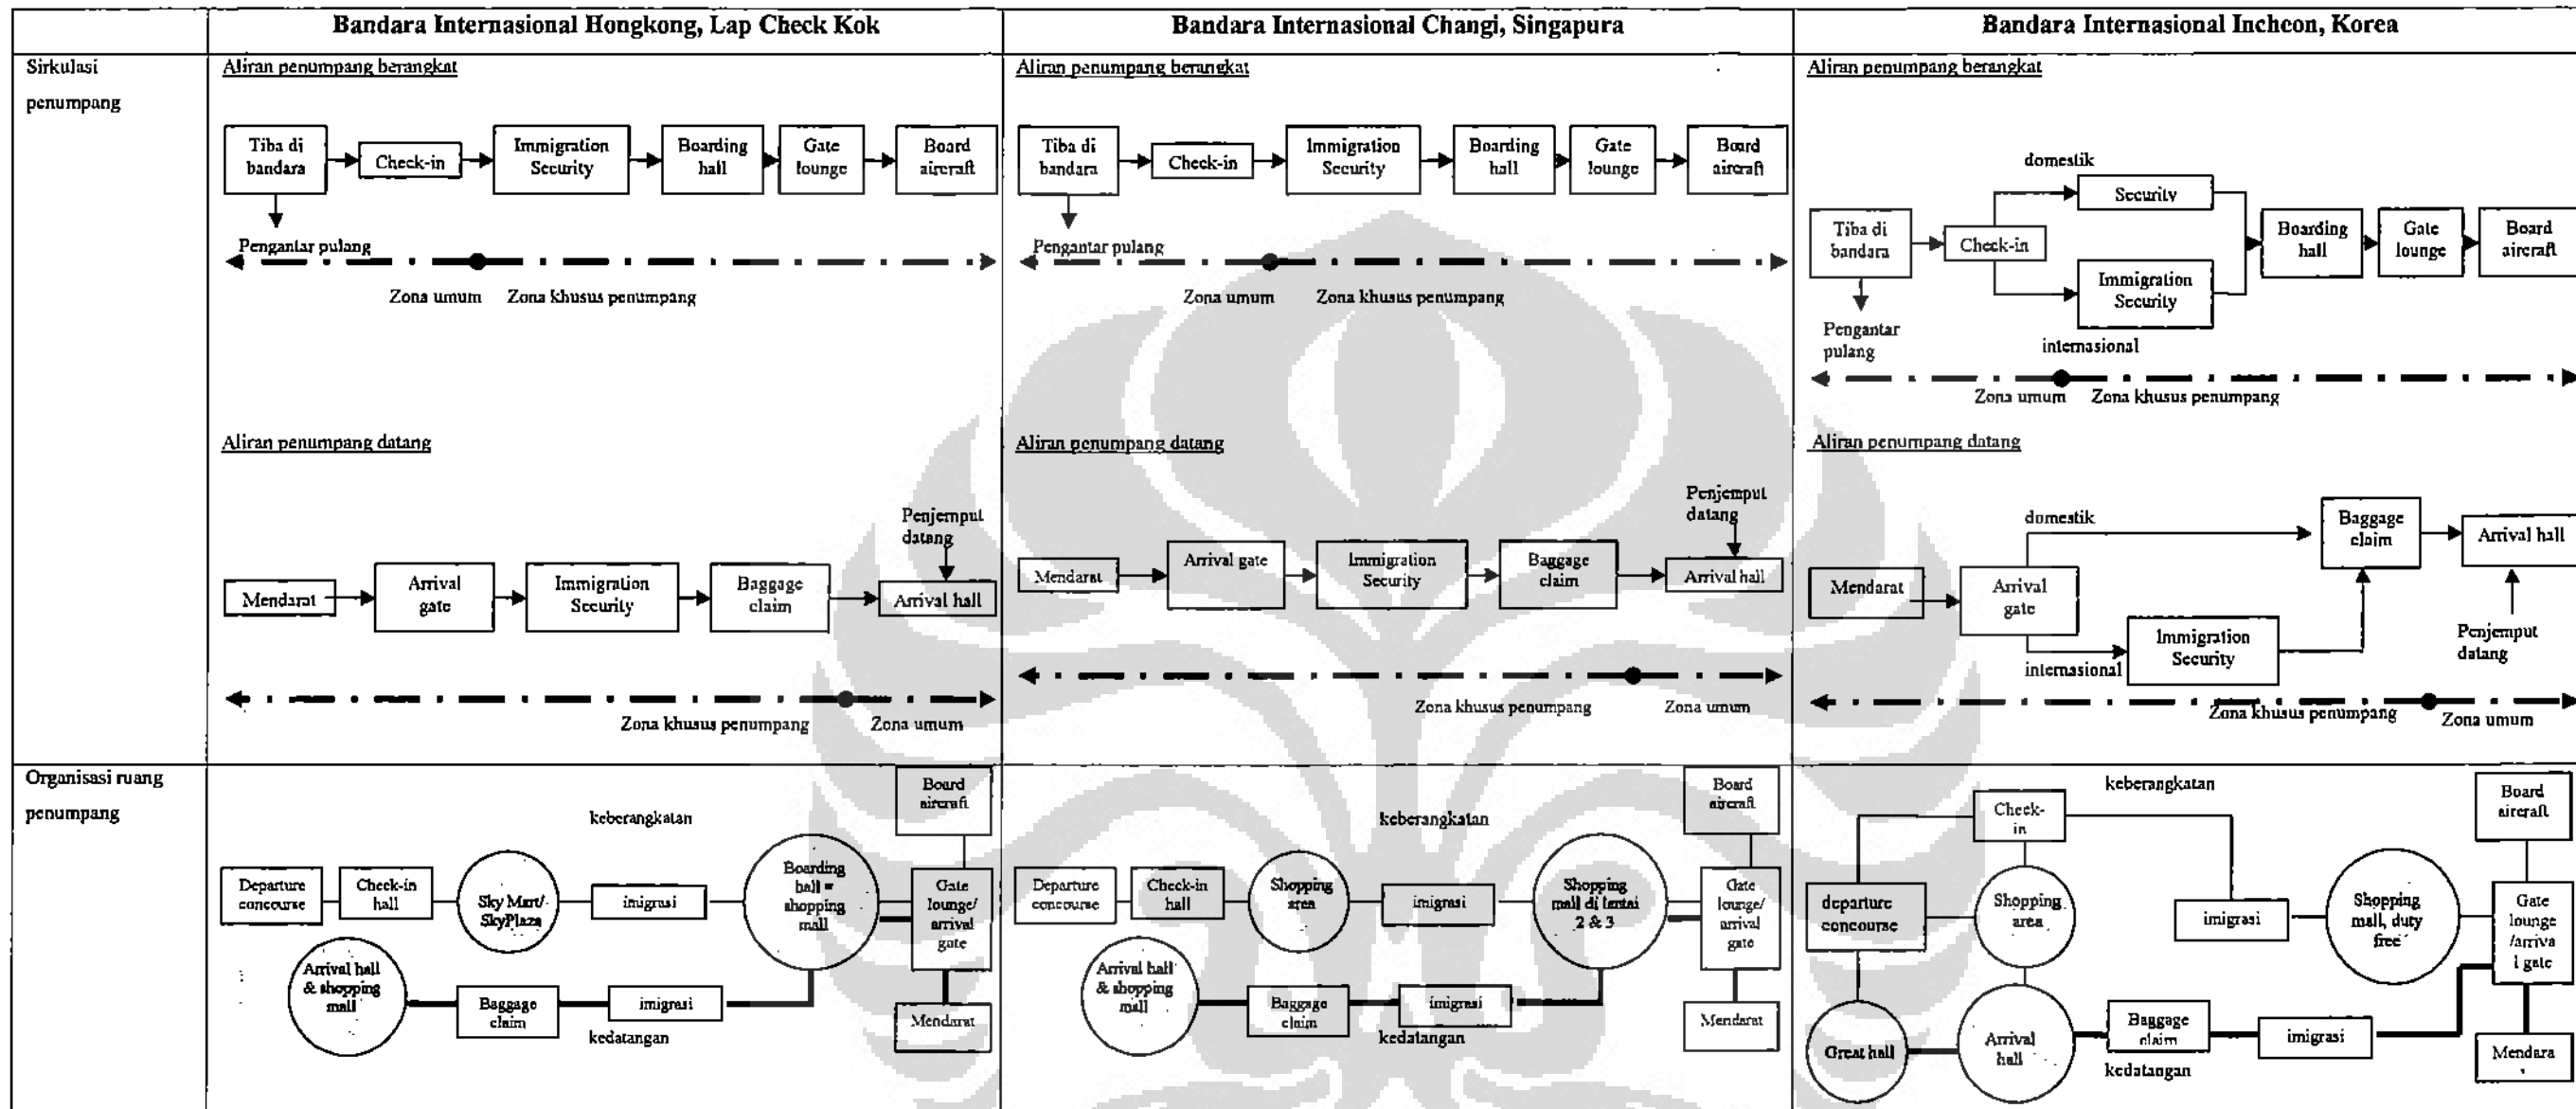 Bandara Internasional Hongkong, Lap Check Kok
Bandara Internasional Changi, Singapura
Bandara Internasional Incheon, Korea
Sirkulasi
penumpang
Aliran penumpang berangkat
Tiba di
bandara
Check-in
Immigration
Security
Boarding
hall
Gate
lounge
Board
aircraft
Pengantar pulang
Zona umum
Zona khusus penumpang
Aliran penumpang datang
Penjemput
datang
Mendarat
Arrival
gate
Immigration
Security
Baggage
claim
Arrival hall
Zona khusus penumpang
Zona umum
Aliran penumpang berangkat
Tiba di
bandara
Check-in
Immigration
Security
Boarding
hall
Gate
lounge
Board
aircraft
Pengantar pulang
Zona umum
Zona khusus penumpang
Aliran penumpang datang
Penjemput
datang
Mendarat
Arrival gate
Immigration
Security
Baggage
claim
Arrival hall
Zona khusus penumpang
Zona umum
Aliran penumpang berangkat
domestik
Security
Tiba di
bandara
Check-in
Immigration
Security
Boarding
hall
Gate
lounge
Board
aircraft
Pengantar
pulang
internasional
Zona umum
Zona khusus penumpang
Aliran penumpang datang
domestik
Baggage
claim
Arrival hall
Mendarat
Arrival
gate
Immigration
Security
Penjemput
datang
internasional
Zona khusus penumpang
Zona umum
Organisasi ruang
penumpang
Board
aircraft
keberangkatan
Departure
concourse
Check-in
hall
Sky Mart/
SkyPlaza
imigrasi
Boarding
hall =
shopping
mall
Gate
lounge/
arrival
gate
Arrival hall
& shopping
mall
Baggage
claim
imigrasi
Mendarat
kedatangan
Board
aircraft
keberangkatan
Departure
concourse
Check-in
hall
Shopping
area
imigrasi
Shopping
mall di lantai
2 & 3
Gate
lounge/
arrival
gate
Arrival hall
& shopping
mall
Baggage
claim
imigrasi
Mendarat
kedatangan
keberangkatan
Check-
in
Board
aircraft
departure
concourse
Shopping
area
imigrasi
Shopping
mall, duty
free
Gate
lounge
/arriva
l gate
Great hall
Arrival
hall
Baggage
claim
imigrasi
Mendara
kedatangan